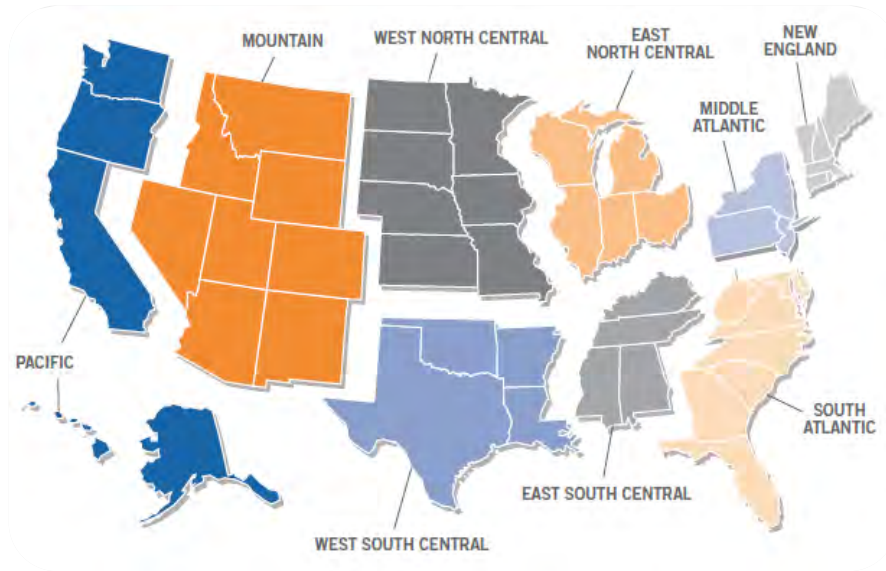 MOUNTAIN
WEST NORTH CENTRAL
EAST
NORTH CENTRAL
NEW
ENGLAND
MIDDLE
ATLANTIC
PACIFIC
SOUTH
ATLANTIC
EAST SOUTH CENTRAL
WEST SOUTH CENTRAL